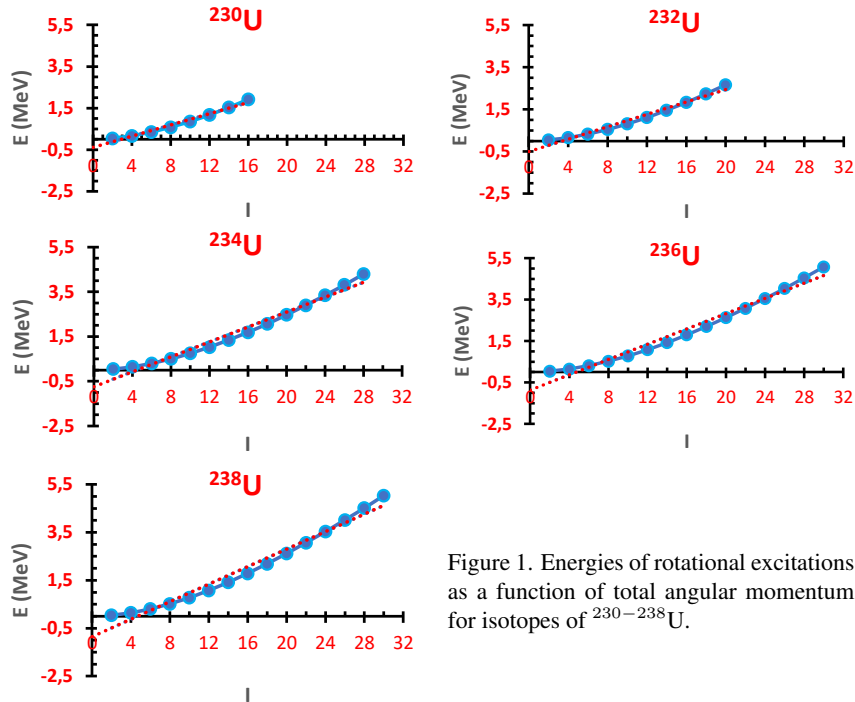 230U
232U
5,5
3,5
1,5
-0,5
-2,5
E (MeV)
0 4 8 12 16 20 24 28 32
I
5,5
3,5
1,5
-0,5
-2,5
E (MeV)
0 4 8 12 16 20 24 28 32
I
234U
236U
5,5
3,5
1,5
-0,5
-2,5
E (MeV)
0 4 8 12 16 20 24 28 32
I
5,5
3,5
1,5
-0,5
-2,5
E (MeV)
0 4 8 12 16 20 24 28 32
I
238U
5,5
3,5
1,5
-0,5
-2,5
E (MeV)
0 4 8 12 16 20 24 28 32
I
Figure 1. Energies of rotational excitations
as a function of total angular momentum
for isotopes of 230−238U.